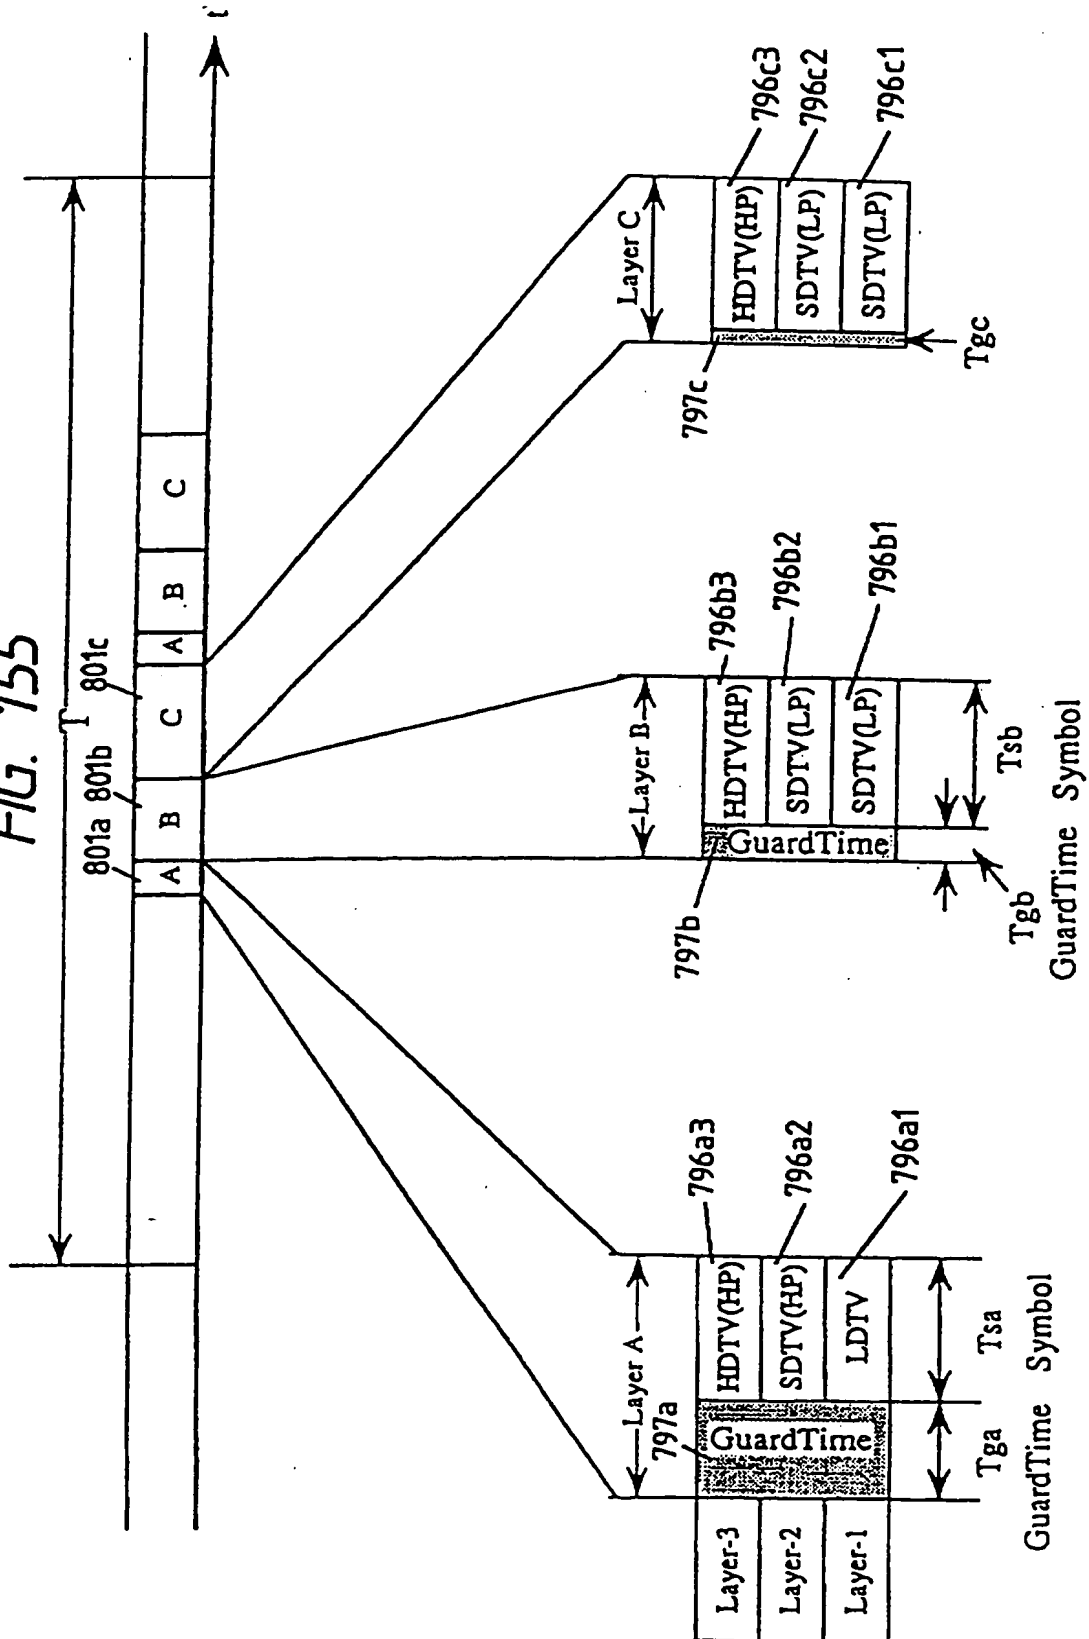 FIG. 155
T
t
801a 801b 801c
A B C A B C
Layer A
Layer B
Layer C
797a
797b
797c
Layer-3
Layer-2
Layer-1
GuardTime
HDTV(HP)
SDTV(HP)
LDTV
796a3
796a2
796a1
Tga Tsa
GuardTime Symbol
GuardTime
HDTV(HP)
SDTV(LP)
SDTV(LP)
796b3
796b2
796b1
Tgb Tsb
GuardTime Symbol
HDTV(HP)
SDTV(LP)
SDTV(LP)
796c3
796c2
796c1
Tgc